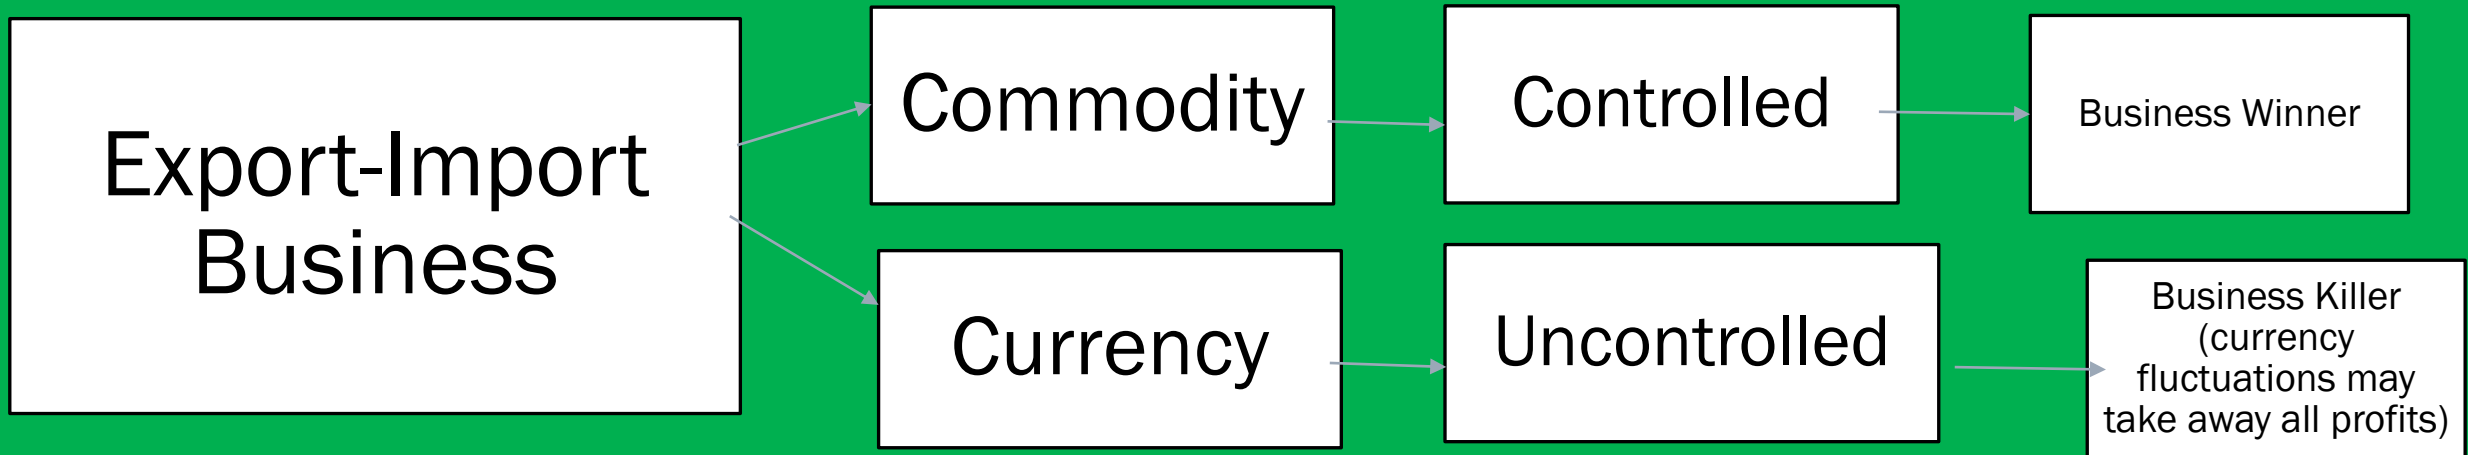 Export-Import
Business
Commodity
Controlled
Business Winner
Currency
Uncontrolled
Business Killer
(currency
fluctuations may
take away all profits)